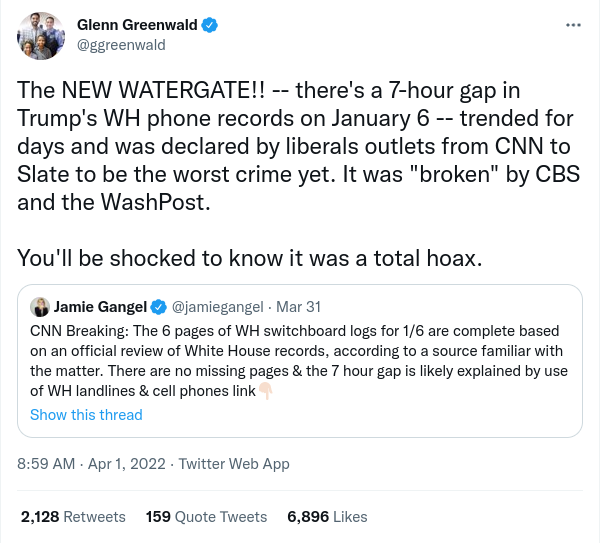 Glenn Greenwald
@ggreenwald
The NEW WATERGATE!! -- there's a 7-hour gap in
Trump's WH phone records on January 6 -- trended for
days and was declared by liberals outlets from CNN to
Slate to be the worst crime yet. It was "broken" by CBS
and the WashPost.
You'll be shocked to know it was a total hoax.
Jamie Gangel @jamiegangel · Mar 31
CNN Breaking: The 6 pages of WH switchboard logs for 1/6 are complete based
on an official review of White House records, according to a source familiar with
the matter. There are no missing pages & the 7 hour gap is likely explained by use
of WH landlines & cell phones link👇🏻
Show this thread
8:59 AM · Apr 1, 2022 · Twitter Web App
2,128 Retweets 159 Quote Tweets 6,896 Likes